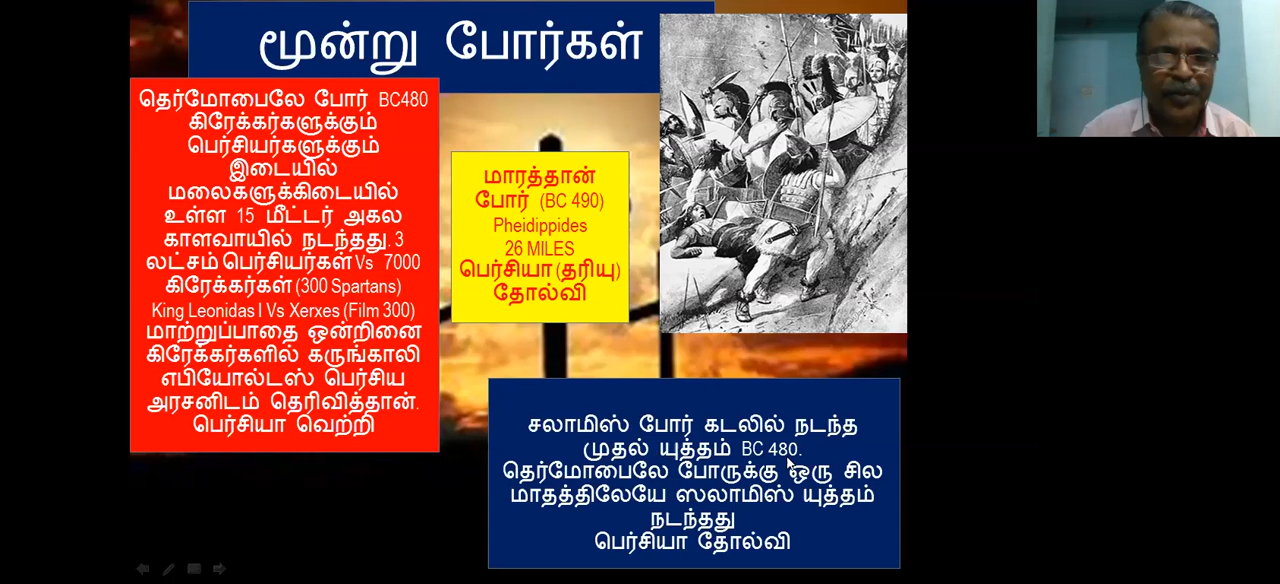 மூன்று போர்கள்
தெர்மோபைலே போர் BC480
கிரேக்கர்களுக்கும்
பெர்சியர்களுக்கும்
இடையில்
மலைகளுக்கிடையில்
உள்ள 15 மீட்டர் அகல
காளவாயில் நடந்தது. 3
லட்சம் பெர்சியர்கள் Vs 7000
கிரேக்கர்கள் (300 Spartans)
King Leonidas I Vs Xerxes (Film 300)
மாற்றுப்பாதை ஒன்றினை
கிரேக்கர்களில் கருங்காலி
எபியோல்டஸ் பெர்சிய
அரசனிடம் தெரிவித்தான்.
பெர்சியா வெற்றி
மாரத்தான்
போர் (BC 490)
Pheidippides
26 MILES
பெர்சியா (தரியு)
தோல்வி
சலாமிஸ் போர் கடலில் நடந்த
முதல் யுத்தம் BC 480.
தெர்மோபைலே போருக்கு ஒரு சில
மாதத்திலேயே ஸலாமிஸ் யுத்தம்
நடந்தது
பெர்சியா தோல்வி